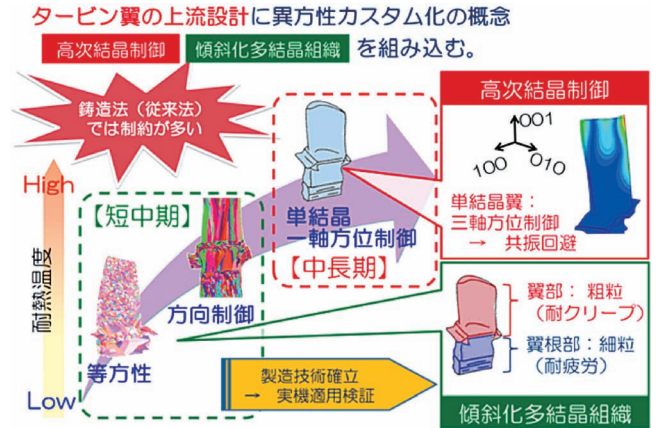 タービン翼の上流設計に異方性カスタム化の概念
高次結晶制御 傾斜化多結晶組織 を組み込む。
鋳造法(従来法)
では制約が多い
高次結晶制御
001
100
010
単結晶翼:
三軸方位制御
→ 共振回避
High
耐熱温度
Low
【短中期】
単結晶
一軸方位制御
【中長期】
方向制御
等方性
翼部: 粗粒
(耐クリープ)
翼根部: 細粒
(耐疲労)
製造技術確立
→ 実機適用検証
傾斜化多結晶組織